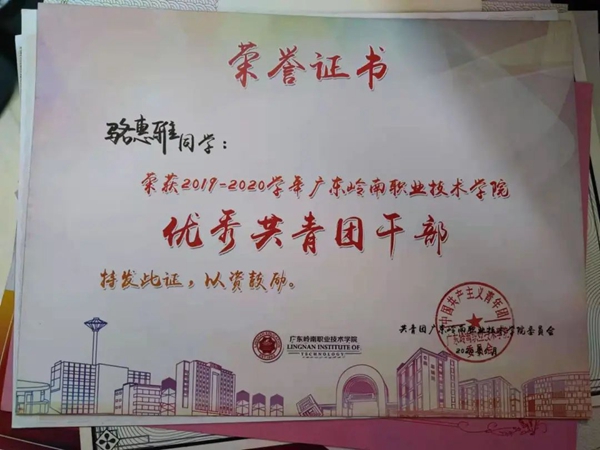 荣誉证书
骆惠雅同学：
荣获2019-2020学年广东岭南职业技术学院
优秀共青团干部
特发此证，以资鼓励。
广东岭南职业技术学院
LINGNAN INSTITUTE OF
TECHNOLOGY
中国共产主义青年团
共青团广东岭南职业技术学院委员会